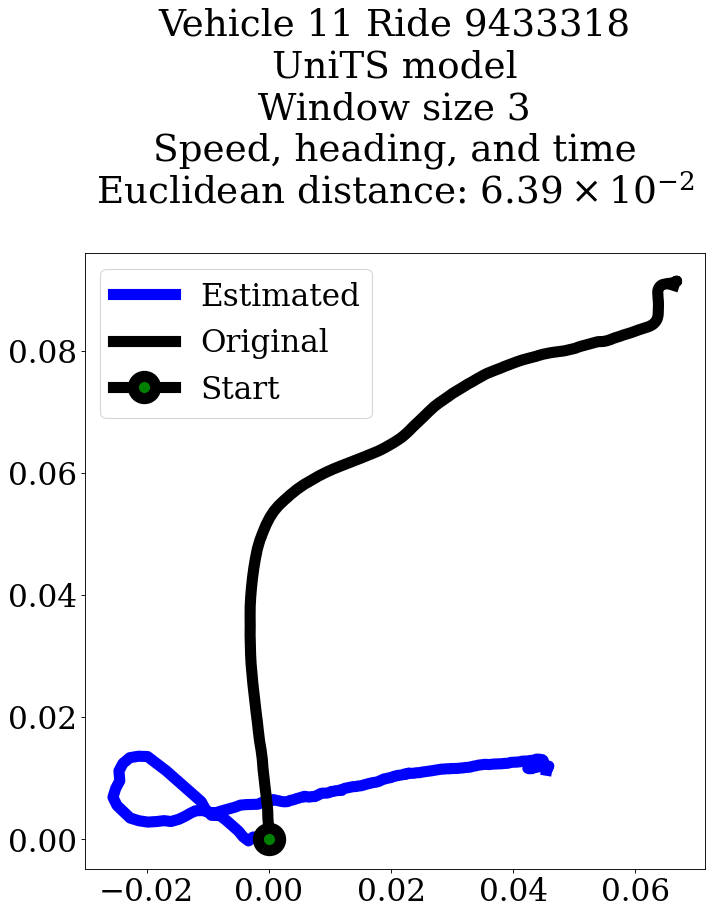 Vehicle 11 Ride 9433318
UniTS model
Window size 3
Speed, heading, and time
Euclidean distance: 6.39 × 10⁻²
Estimated
Original
Start
0.08
0.06
0.04
0.02
0.00
−0.02 0.00 0.02 0.04 0.06